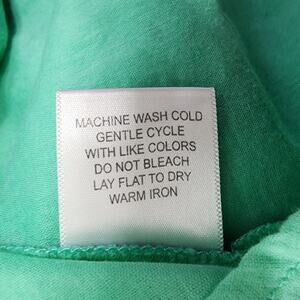 MACHINE WASH COLD
GENTLE CYCLE
WITH LIKE COLORS
DO NOT BLEACH
LAY FLAT TO DRY
WARM IRON